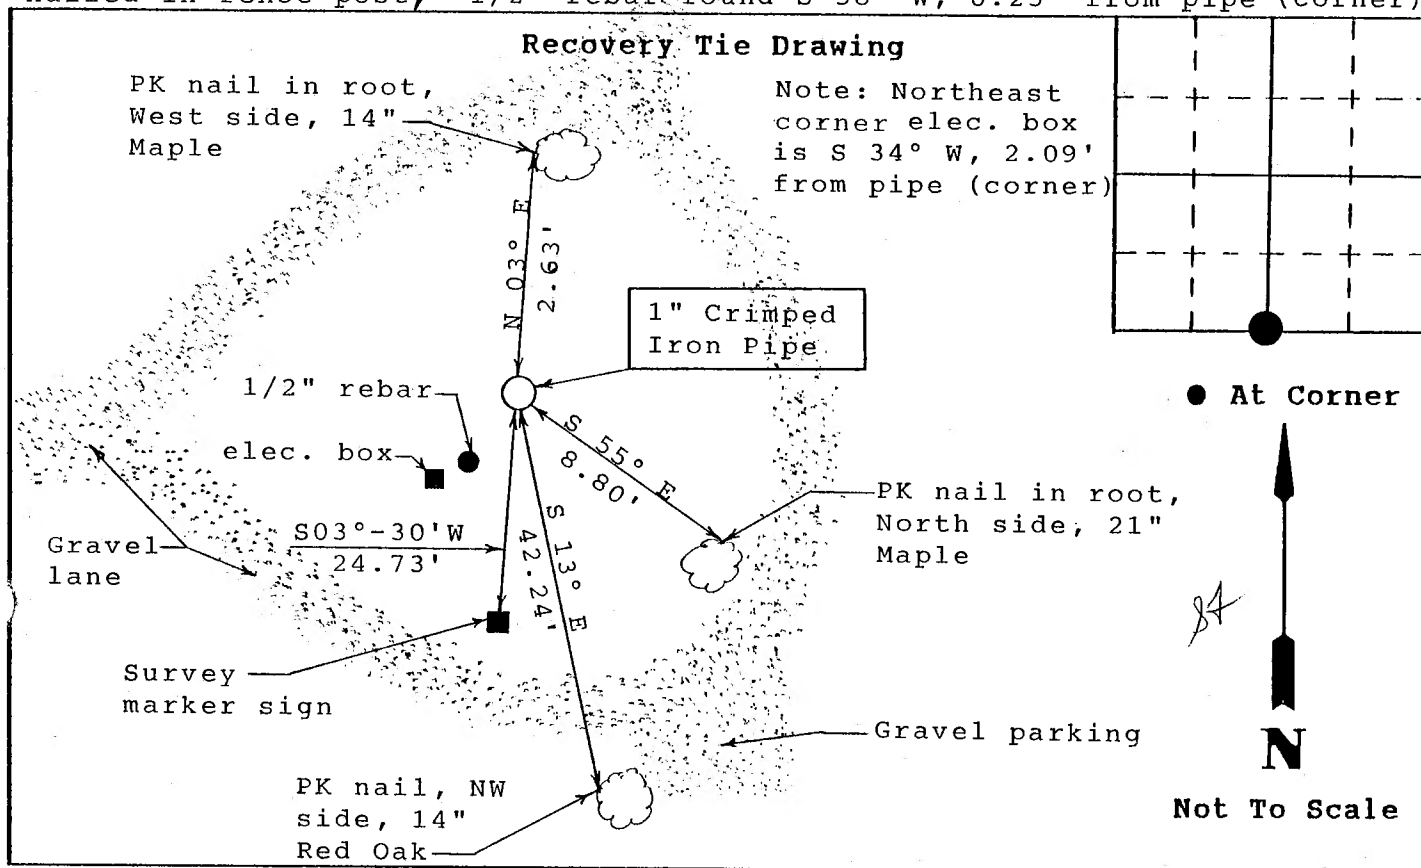 Recovery Tie Drawing
PK nail in root,
West side, 14"
Maple
Note: Northeast
corner elec. box
is S 34° W, 2.09'
from pipe (corner)
N 03° E
2.63'
1" Crimped
Iron Pipe
1/2" rebar
elec. box
● At Corner
S 55° E
8.80'
PK nail in root,
North side, 21"
Maple
S03°-30'W
24.73'
S 13° E
42.24'
Gravel
lane
Survey
marker sign
Gravel parking
PK nail, NW
side, 14"
Red Oak
N
Not To Scale